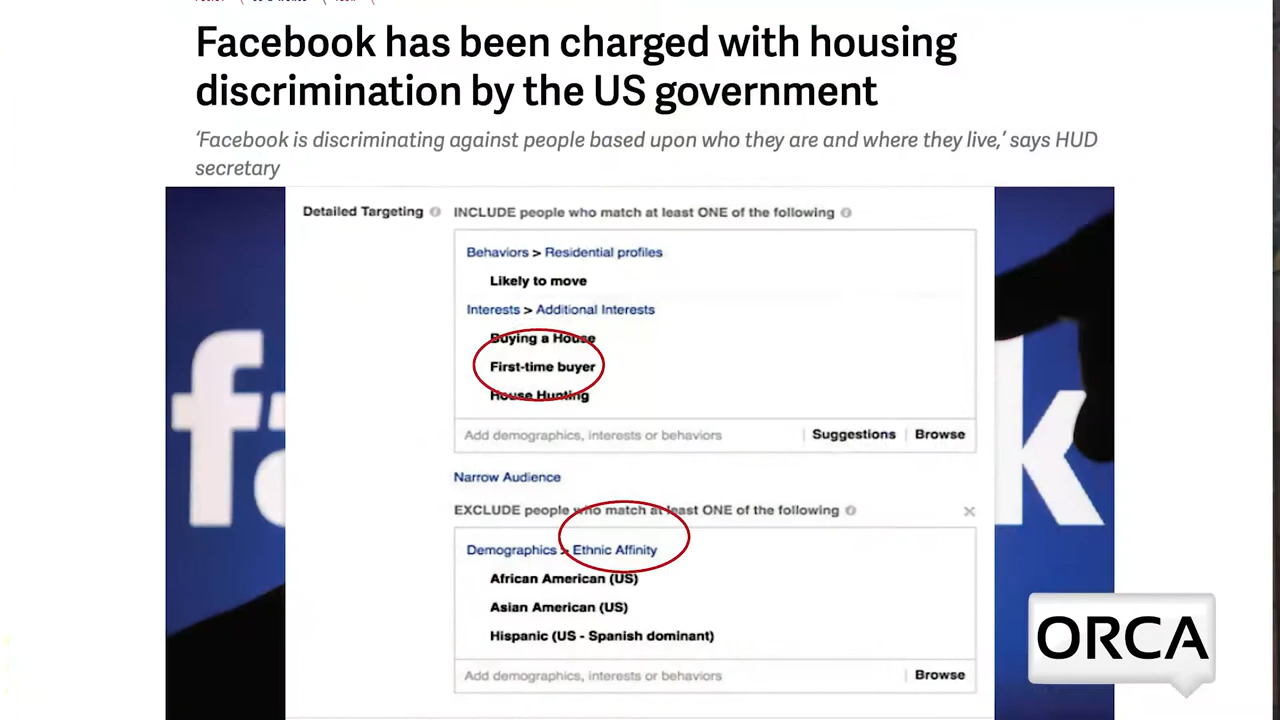 Facebook has been charged with housing
discrimination by the US government
‘Facebook is discriminating against people based upon who they are and where they live,’ says HUD
secretary
Detailed Targeting
INCLUDE people who match at least ONE of the following
Behaviors > Residential profiles
Likely to move
Interests > Additional Interests
Buying a House
First-time buyer
House Hunting
Add demographics, interests or behaviors
Suggestions
Browse
Narrow Audience
EXCLUDE people who match at least ONE of the following
Demographics > Ethnic Affinity
African American (US)
Asian American (US)
Hispanic (US - Spanish dominant)
Add demographics, interests or behaviors
Browse
ORCA